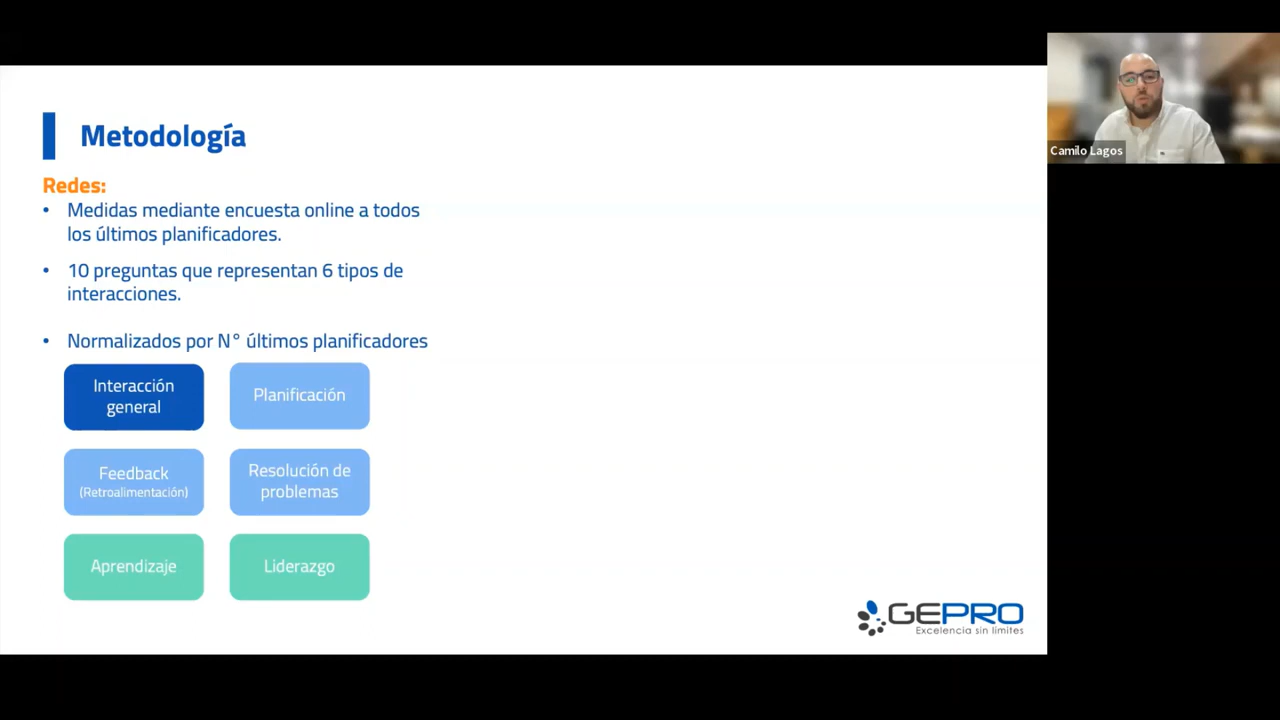 Metodología
Redes:
• Medidas mediante encuesta online a todos
los últimos planificadores.
• 10 preguntas que representan 6 tipos de
interacciones.
• Normalizados por N° últimos planificadores
Interacción
general
Planificación
Feedback
(Retroalimentación)
Resolución de
problemas
Aprendizaje
Liderazgo
GEPRO
Excelencia sin límites
Camilo Lagos